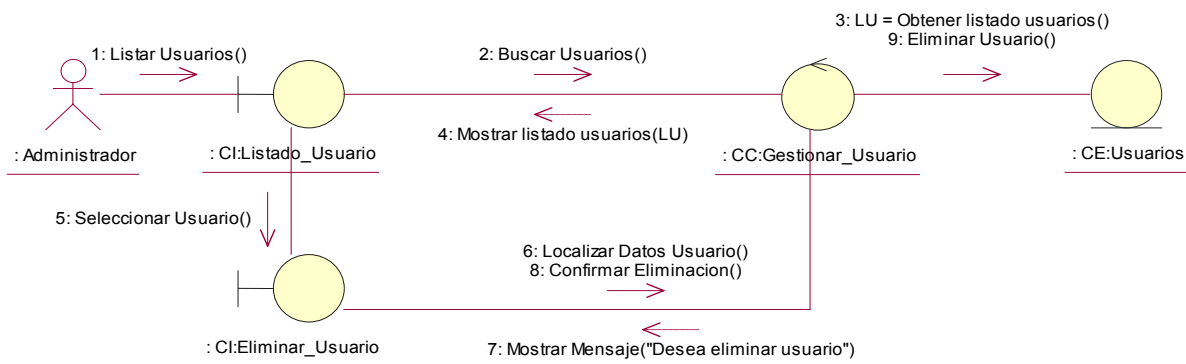 3: LU = Obtener listado usuarios()
9: Eliminar Usuario()
1: Listar Usuarios()
2: Buscar Usuarios()
4: Mostrar listado usuarios(LU)
: Administrador
: CI:Listado_Usuario
: CC:Gestionar_Usuario
: CE:Usuarios
5: Seleccionar Usuario()
6: Localizar Datos Usuario()
8: Confirmar Eliminacion()
: CI:Eliminar_Usuario
7: Mostrar Mensaje("Desea eliminar usuario")